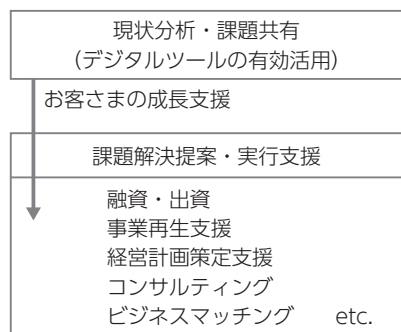 現状分析・課題共有
（デジタルツールの有効活用）
お客さまの成長支援
課題解決提案・実行支援
融資・出資
事業再生支援
経営計画策定支援
コンサルティング
ビジネスマッチング　　etc.